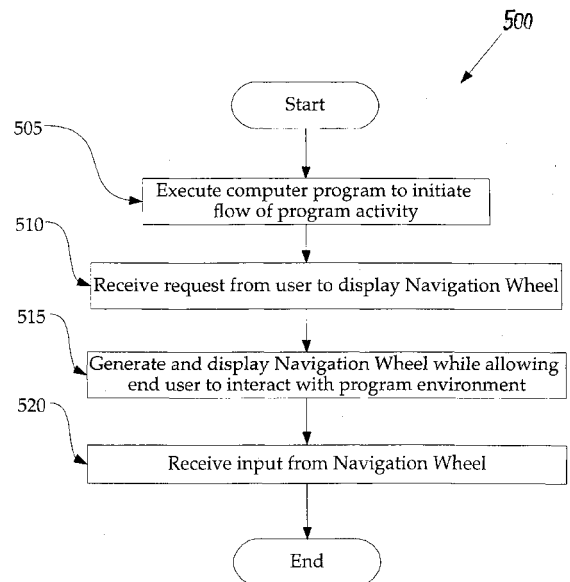 500
Start
505
Execute computer program to initiate
flow of program activity
510
Receive request from user to display Navigation Wheel
515
Generate and display Navigation Wheel while allowing
end user to interact with program environment
520
Receive input from Navigation Wheel
End